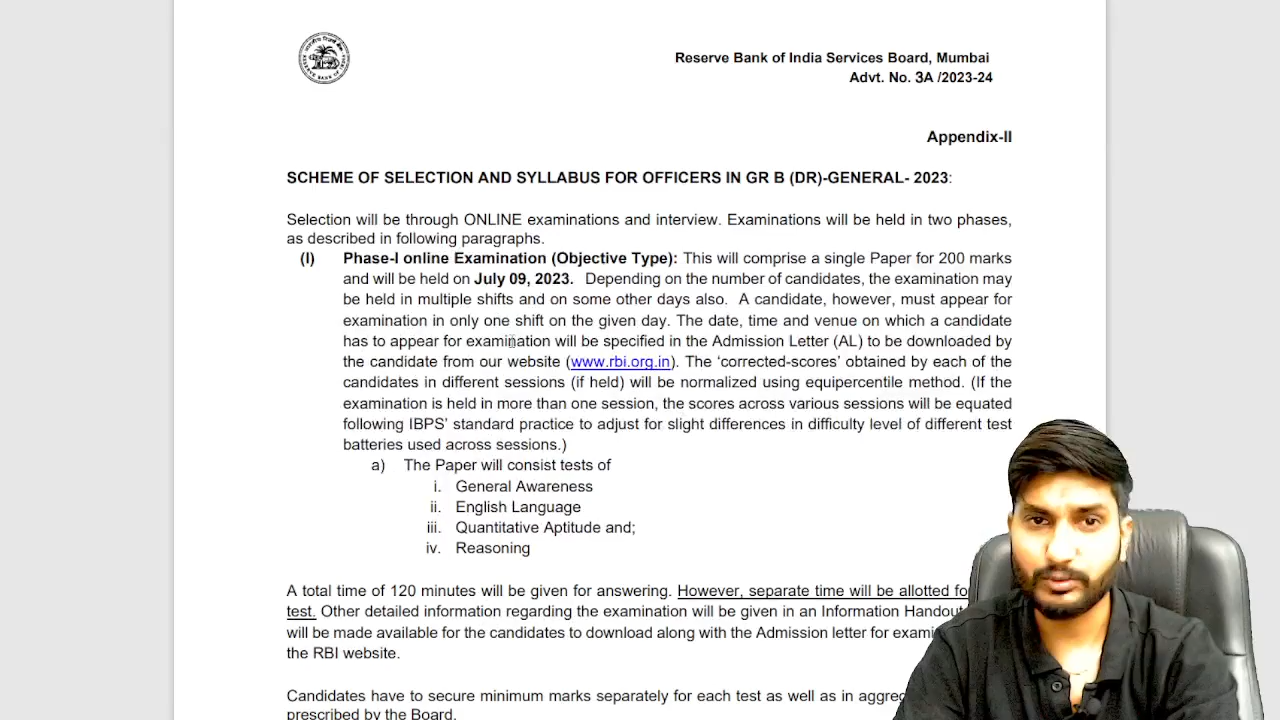 Reserve Bank of India Services Board, Mumbai
Advt. No. 3A /2023-24
Appendix-II
SCHEME OF SELECTION AND SYLLABUS FOR OFFICERS IN GR B (DR)-GENERAL- 2023:
Selection will be through ONLINE examinations and interview. Examinations will be held in two phases,
as described in following paragraphs.
(I) Phase-I online Examination (Objective Type): This will comprise a single Paper for 200 marks
and will be held on July 09, 2023. Depending on the number of candidates, the examination may
be held in multiple shifts and on some other days also. A candidate, however, must appear for
examination in only one shift on the given day. The date, time and venue on which a candidate
has to appear for examination will be specified in the Admission Letter (AL) to be downloaded by
the candidate from our website (www.rbi.org.in). The ‘corrected-scores’ obtained by each of the
candidates in different sessions (if held) will be normalized using equipercentile method. (If the
examination is held in more than one session, the scores across various sessions will be equated
following IBPS’ standard practice to adjust for slight differences in difficulty level of different test
batteries used across sessions.)
a) The Paper will consist tests of
i. General Awareness
ii. English Language
iii. Quantitative Aptitude and;
iv. Reasoning
A total time of 120 minutes will be given for answering. However, separate time will be allotted fo
test. Other detailed information regarding the examination will be given in an Information Handout
will be made available for the candidates to download along with the Admission letter for exami
the RBI website.
Candidates have to secure minimum marks separately for each test as well as in aggre
prescribed by the Board.